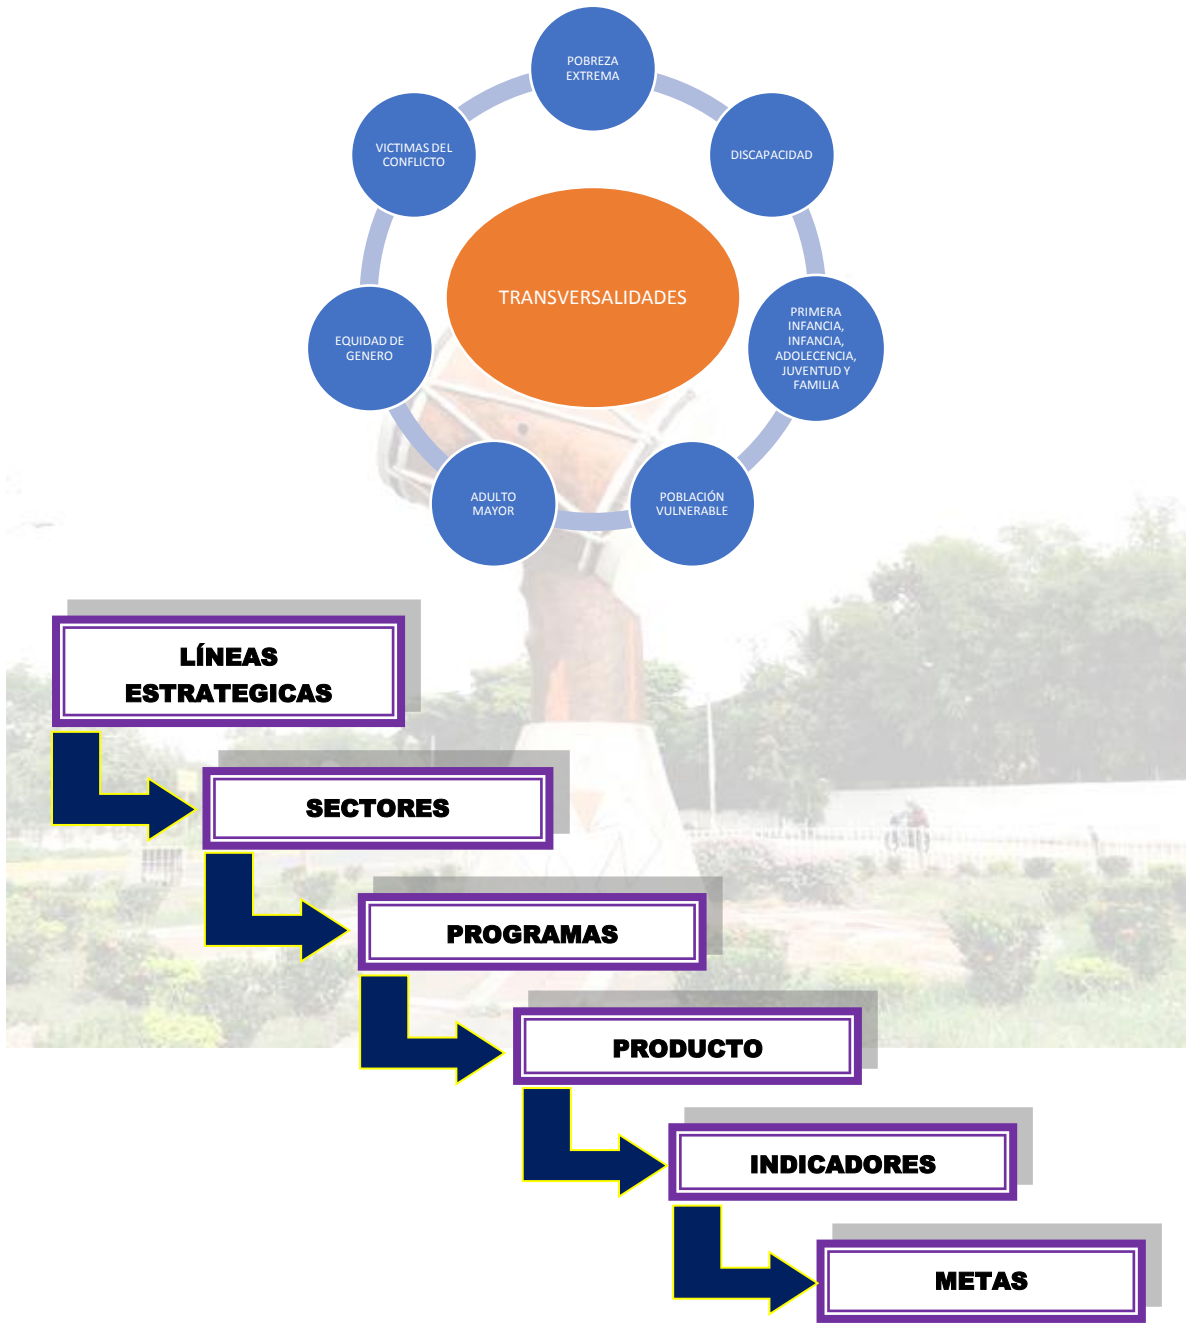 POBREZA
EXTREMA
DISCAPACIDAD
PRIMERA
INFANCIA,
INFANCIA,
ADOLECENCIA,
JUVENTUD Y
FAMILIA
POBLACIÓN
VULNERABLE
ADULTO
MAYOR
EQUIDAD DE
GENERO
VICTIMAS DEL
CONFLICTO
TRANSVERSALIDADES
LÍNEAS
ESTRATEGICAS
SECTORES
PROGRAMAS
PRODUCTO
INDICADORES
METAS